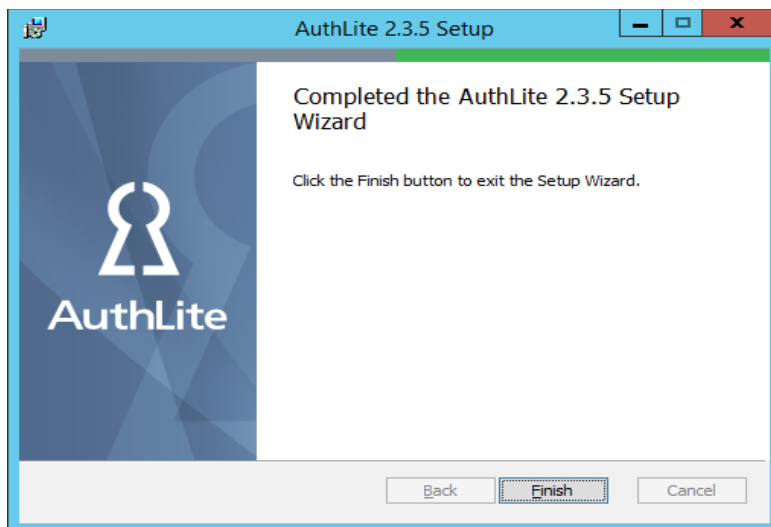 AuthLite 2.3.5 Setup
Completed the AuthLite 2.3.5 Setup
Wizard
Click the Finish button to exit the Setup Wizard.
AuthLite
Back
Finish
Cancel